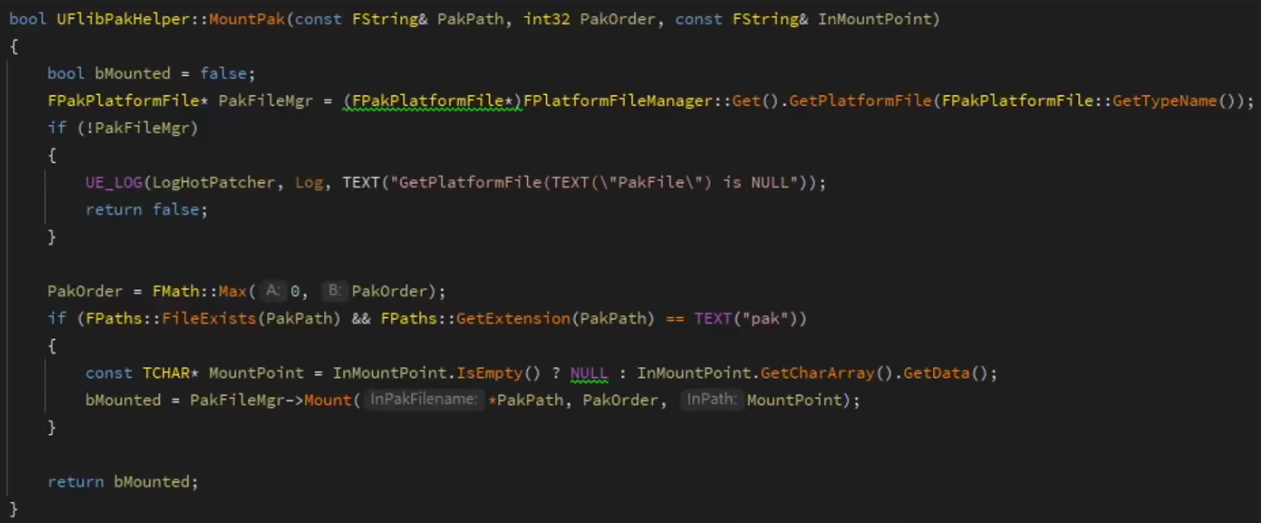 bool UFlibPakHelper::MountPak(const FString& PakPath, int32 PakOrder, const FString& InMountPoint)
{
bool bMounted = false;
FPakPlatformFile* PakFileMgr = (FPakPlatformFile*)FPlatformFileManager::Get().GetPlatformFile(FPakPlatformFile::GetTypeName());
if (!PakFileMgr)
{
UE_LOG(LogHotPatcher, Log, TEXT("GetPlatformFile(TEXT(\"PakFile\") is NULL"));
return false;
}
PakOrder = FMath::Max( A: 0, B: PakOrder);
if (FPaths::FileExists(PakPath) && FPaths::GetExtension(PakPath) == TEXT("pak"))
{
const TCHAR* MountPoint = InMountPoint.IsEmpty() ? NULL : InMountPoint.GetCharArray().GetData();
bMounted = PakFileMgr->Mount( InPakFilename: *PakPath, PakOrder, InPath: MountPoint);
}
return bMounted;
}